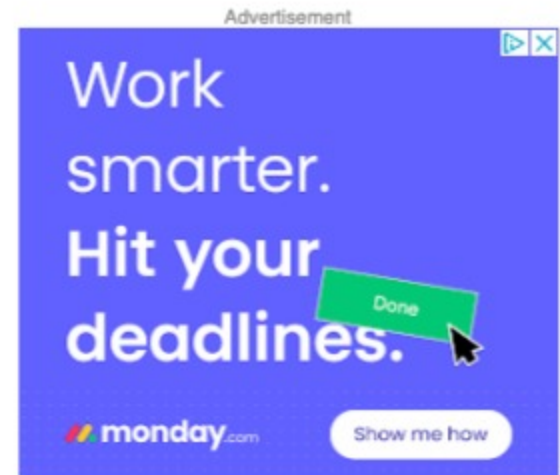 Advertisement
Work
smarter.
Hit your
Done
deadlines.
monday.com
Show me how